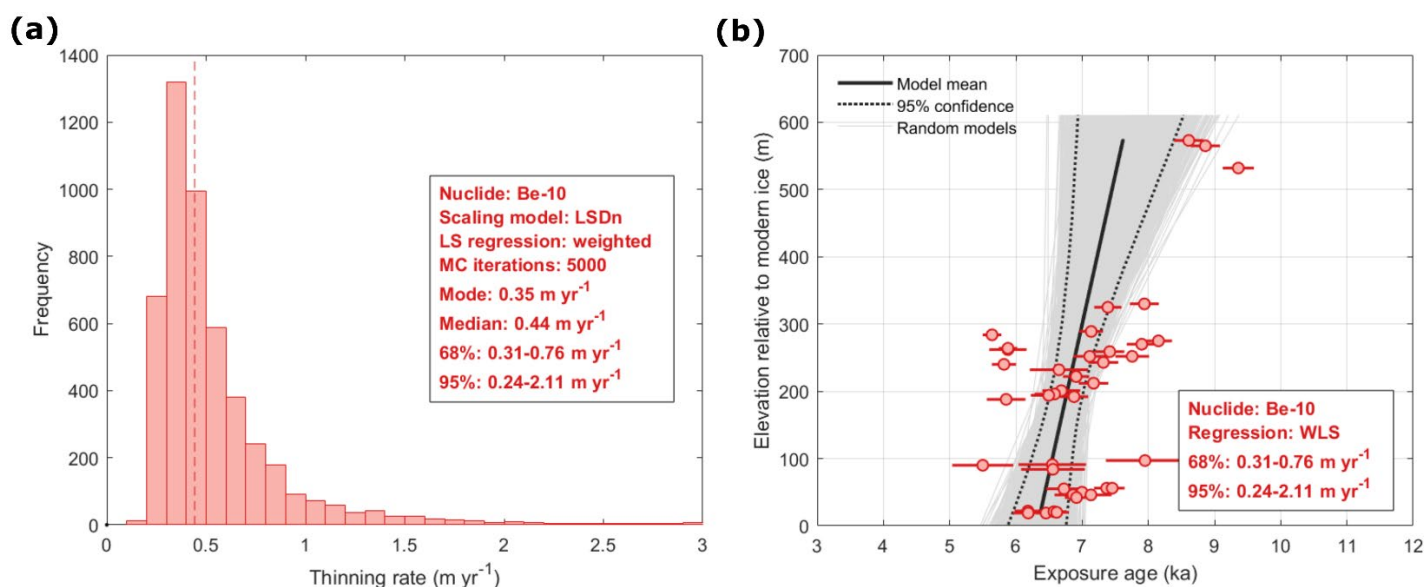 (a)
1400
1200
1000
800
600
400
200
0
Frequency
0
0.5
1
1.5
2
2.5
3
Thinning rate (m yr⁻¹)
Nuclide: Be-10
Scaling model: LSDn
LS regression: weighted
MC iterations: 5000
Mode: 0.35 m yr⁻¹
Median: 0.44 m yr⁻¹
68%: 0.31-0.76 m yr⁻¹
95%: 0.24-2.11 m yr⁻¹
(b)
700
600
500
400
300
200
100
0
Elevation relative to modern ice (m)
3
4
5
6
7
8
9
10
11
12
Exposure age (ka)
Model mean
95% confidence
Random models
Nuclide: Be-10
Regression: WLS
68%: 0.31-0.76 m yr⁻¹
95%: 0.24-2.11 m yr⁻¹